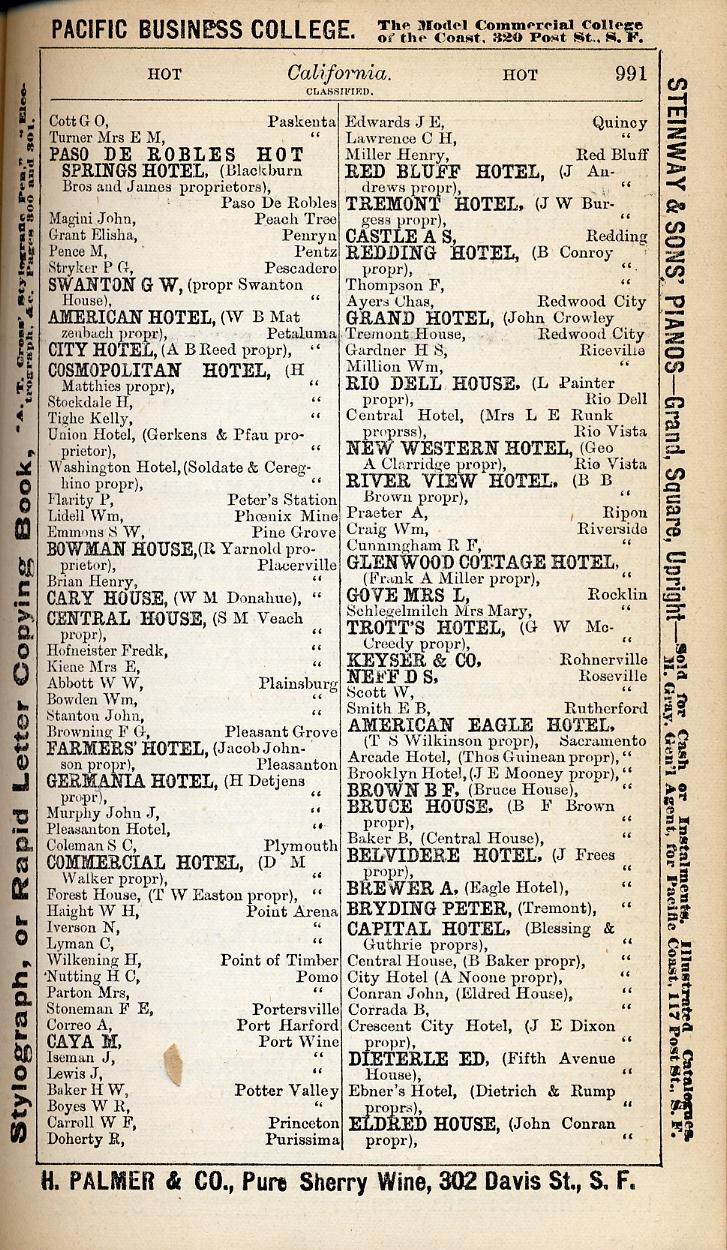 PACIFIC BUSINESS COLLEGE. The Model Commercial College
of the Coast, 320 Post St., S. F.
HOT California. HOT 991
CLASSIFIED.
Cott G O, Paskenta
Turner Mrs E M, "
PASO DE ROBLES HOT
SPRINGS HOTEL, (Blackburn
Bros and James proprietors),
Paso De Robles
Magini John, Peach Tree
Grant Elisha, Penryn
Pence M, Pentz
Stryker P G, Pescadero
SWANTON G W, (propr Swanton
House), "
AMERICAN HOTEL, (W B Mat
zenbach propr), Petaluma
CITY HOTEL, (A B Reed propr), "
COSMOPOLITAN HOTEL, (H
Matthies propr), "
Stockdale H, "
Tighe Kelly, "
Union Hotel, (Gerkens & Pfau pro-
prietor), "
Washington Hotel, (Soldate & Cereg-
hino propr), "
Flarity P, Peter's Station
Lidell Wm, Phœnix Mine
Emmons S W, Pine Grove
BOWMAN HOUSE, (R Yarnold pro-
prietor), Placerville
Brian Henry, "
CARY HOUSE, (W M Donahue), "
CENTRAL HOUSE, (S M Veach
propr), "
Hofneister Fredk, "
Kiene Mrs E, "
Abbott W W, Plainsburg
Bowden Wm, "
Stanton John, "
Browning F G, Pleasant Grove
FARMERS' HOTEL, (Jacob John-
son propr), Pleasanton
GERMANIA HOTEL, (H Detjens
propr), "
Murphy John J, "
Pleasanton Hotel, "
Coleman S C, Plymouth
COMMERCIAL HOTEL, (D M
Walker propr), "
Forest House, (T W Easton propr), "
Haight W H, Point Arena
Iverson N, "
Lyman C, "
Wilkening H, Point of Timber
Nutting H C, Pomo
Parton Mrs, "
Stoneman F E, Portersville
Correo A, Port Harford
CAYA M, Port Wine
Iseman J, "
Lewis J, "
Baker H W, Potter Valley
Boyes W R, "
Carroll W F, Princeton
Doherty R, Purissima
Edwards J E, Quincy
Lawrence C H, "
Miller Henry, Red Bluff
RED BLUFF HOTEL, (J An-
drews propr), "
TREMONT HOTEL, (J W Bur-
gess propr), "
CASTLE A S, Redding
REDDING HOTEL, (B Conroy
propr), "
Thompson F, "
Ayers Chas, Redwood City
GRAND HOTEL, (John Crowley
Tremont House, Redwood City
Gardner H S, Riceville
Million Wm, "
RIO DELL HOUSE, (L Painter
propr), Rio Dell
Central Hotel, (Mrs L E Runk
proprss), Rio Vista
NEW WESTERN HOTEL, (Geo
A Clarridge propr), Rio Vista
RIVER VIEW HOTEL, (B B
Brown propr), "
Praeter A, Ripon
Craig Wm, Riverside
Cunningham R F, "
GLENWOOD COTTAGE HOTEL,
(Frank A Miller propr), "
GOVE MRS L, Rocklin
Schlegelmilch Mrs Mary, "
TROTT'S HOTEL, (G W Mc-
Creedy propr), "
KEYSER & CO, Rohnerville
NEFF D S, Roseville
Scott W, "
Smith E B, Rutherford
AMERICAN EAGLE HOTEL,
(T S Wilkinson propr), Sacramento
Arcade Hotel, (Thos Guinean propr), "
Brooklyn Hotel, (J E Mooney propr), "
BROWN B F, (Bruce House), "
BRUCE HOUSE, (B F Brown
propr), "
Baker B, (Central House), "
BELVIDERE HOTEL, (J Frees
propr), "
BREWER A, (Eagle Hotel), "
BRYDING PETER, (Tremont), "
CAPITAL HOTEL, (Blessing &
Guthrie proprs), "
Central House, (B Baker propr), "
City Hotel (A Noone propr), "
Conran John, (Eldred House), "
Corrada B, "
Crescent City Hotel, (J E Dixon
propr), "
DIETERLE ED, (Fifth Avenue
House), "
Ebner's Hotel, (Dietrich & Rump
proprs), "
ELDRED HOUSE, (John Conran
propr), "
Stylograph, or Rapid Letter Copying Book, "A. T. Cross' Stylografic Pen," "Elec-
trograph, &c. Pages 300 and 301.
STEINWAY & SONS' PIANOS—Grand, Square, Upright—Sold for Cash or Instalments. Illustrated Catalogues.
M. Gray, Gen'l Agent, for Pacific Coast, 117 Post St., S. F.
H. PALMER & CO., Pure Sherry Wine, 302 Davis St., S. F.